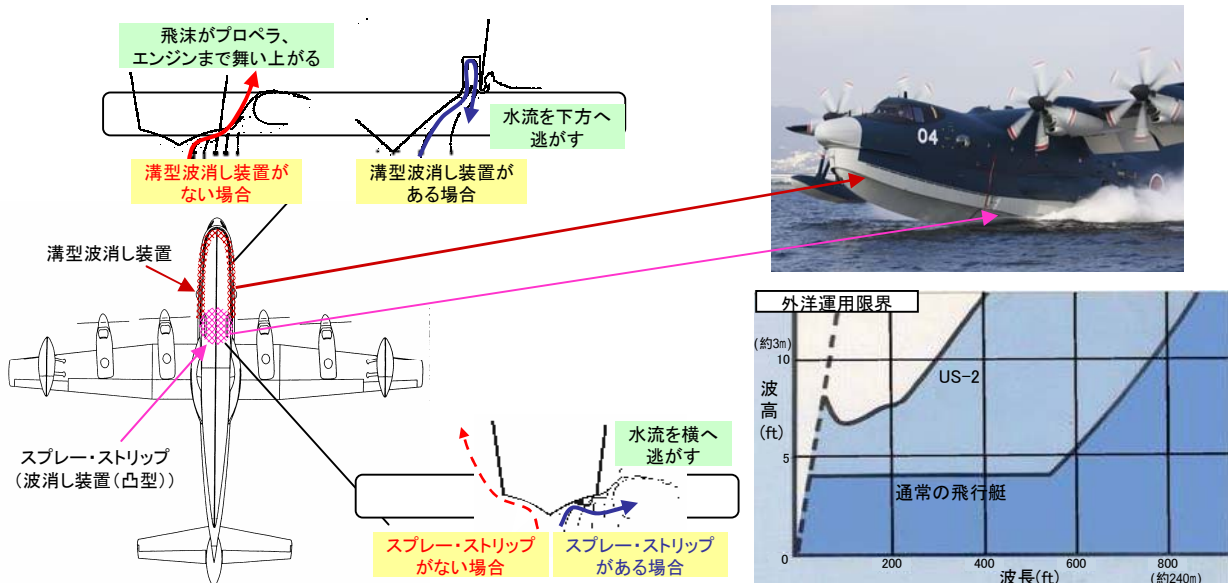 飛沫がプロペラ、
エンジンまで舞い上がる
水流を下方へ
逃がす
溝型波消し装置が
ない場合
溝型波消し装置が
ある場合
04
溝型波消し装置
スプレー・ストリップ
(波消し装置(凸型))
水流を横へ
逃がす
スプレー・ストリップ
がない場合
スプレー・ストリップ
がある場合
外洋運用限界
(約3m)
10
波
高
(ft)
5
0
US-2
通常の飛行艇
200
400
600
800
波長(ft)
(約240m)